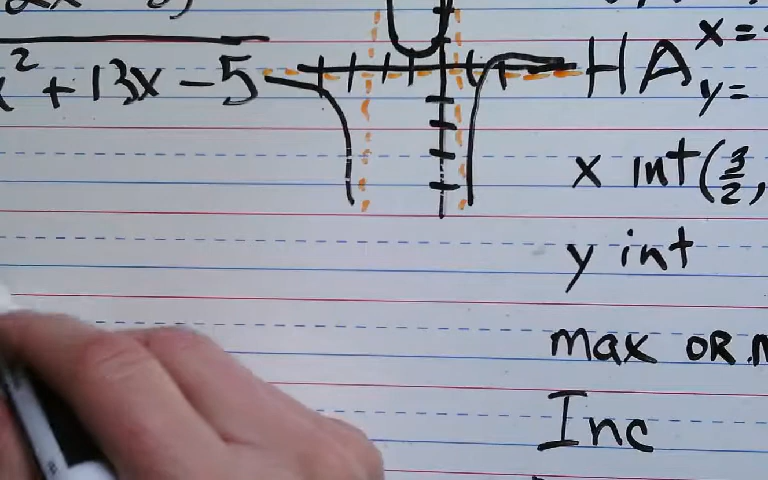 x² + 13x - 5
x =
HA y =
x int (3/2,
y int
max OR
Inc